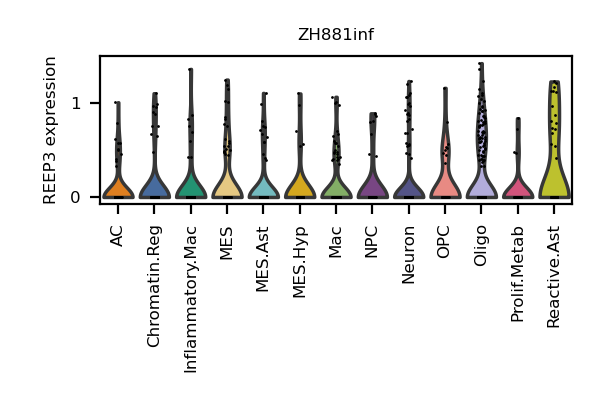 ZH881inf
REEP3 expression
1
0
AC
Chromatin.Reg
Inflammatory.Mac
MES
MES.Ast
MES.Hyp
Mac
NPC
Neuron
OPC
Oligo
Prolif.Metab
Reactive.Ast